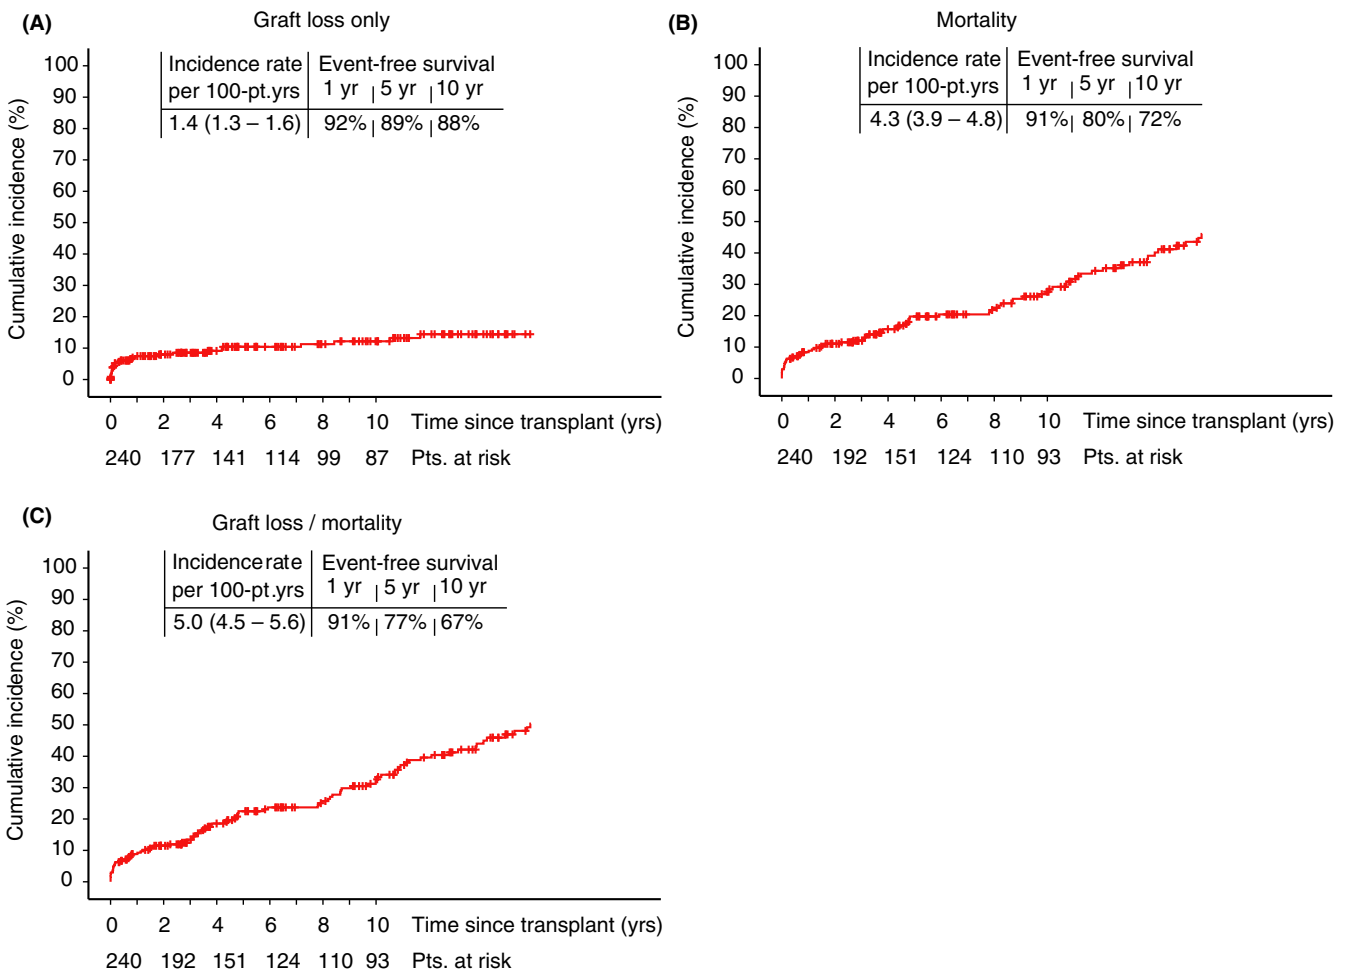 (A)
Graft loss only
Incidence rate
per 100-pt.yrs
Event-free survival
1 yr | 5 yr | 10 yr
1.4 (1.3 – 1.6) 92% | 89% | 88%
Cumulative incidence (%)
100
90
80
70
60
50
40
30
20
10
0
0 2 4 6 8 10 Time since transplant (yrs)
240 177 141 114 99 87 Pts. at risk
(B)
Mortality
Incidence rate
per 100-pt.yrs
Event-free survival
1 yr | 5 yr | 10 yr
4.3 (3.9 – 4.8) 91% | 80% | 72%
Cumulative incidence (%)
100
90
80
70
60
50
40
30
20
10
0
0 2 4 6 8 10 Time since transplant (yrs)
240 192 151 124 110 93 Pts. at risk
(C)
Graft loss / mortality
Incidence rate
per 100-pt.yrs
Event-free survival
1 yr | 5 yr | 10 yr
5.0 (4.5 – 5.6) 91% | 77% | 67%
Cumulative incidence (%)
100
90
80
70
60
50
40
30
20
10
0
0 2 4 6 8 10 Time since transplant (yrs)
240 192 151 124 110 93 Pts. at risk